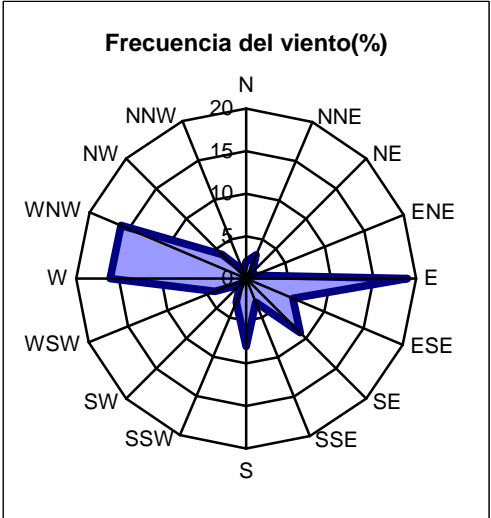 Frecuencia del viento(%)
N
NNE
NE
ENE
E
ESE
SE
SSE
S
SSW
SW
WSW
W
WNW
NW
NNW
20
15
10
5
0